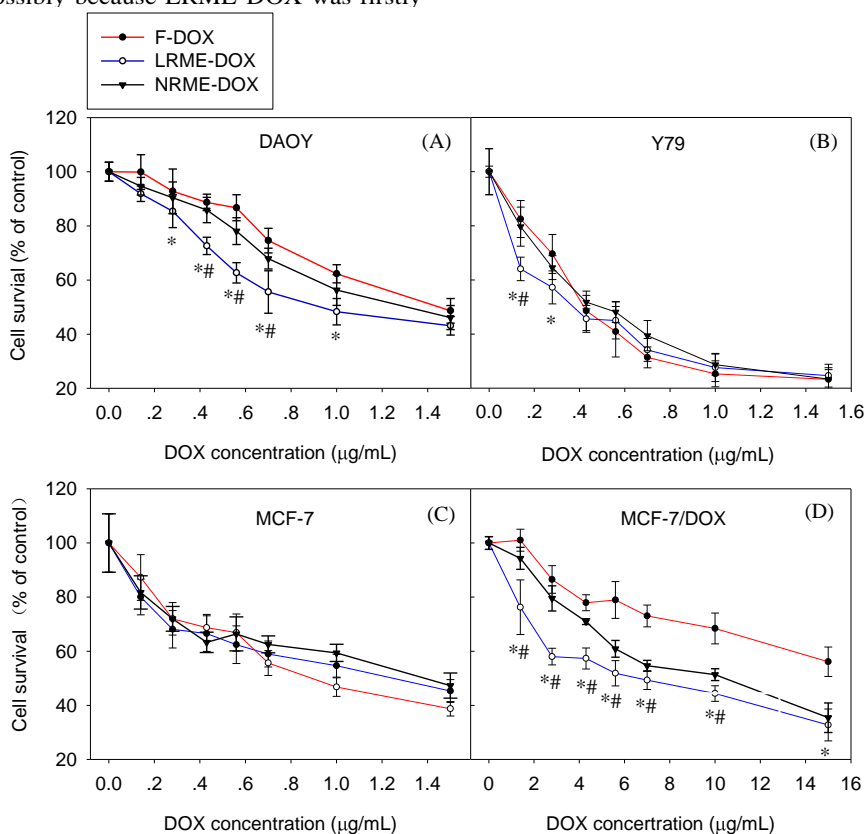 ossibly because LRME-DOX was firstly
F-DOX
LRME-DOX
NRME-DOX
DAOY (A)
Y79 (B)
Cell survial (% of control)
120
100
80
60
40
20
* *# *# *# *
*# *
0.0 .2 .4 .6 .8 1.0 1.2 1.4
0.0 .2 .4 .6 .8 1.0 1.2 1.4 1.6
DOX concentration (μg/mL)
DOX concentration (μg/mL)
MCF-7 (C)
MCF-7/DOX (D)
Cell survival (% of control)
120
100
80
60
40
20
*# *# *# *# *# *# *
0.0 .2 .4 .6 .8 1.0 1.2 1.4
0 2 4 6 8 10 12 14 16
DOX concentration (μg/mL)
DOX concertration (μg/mL)